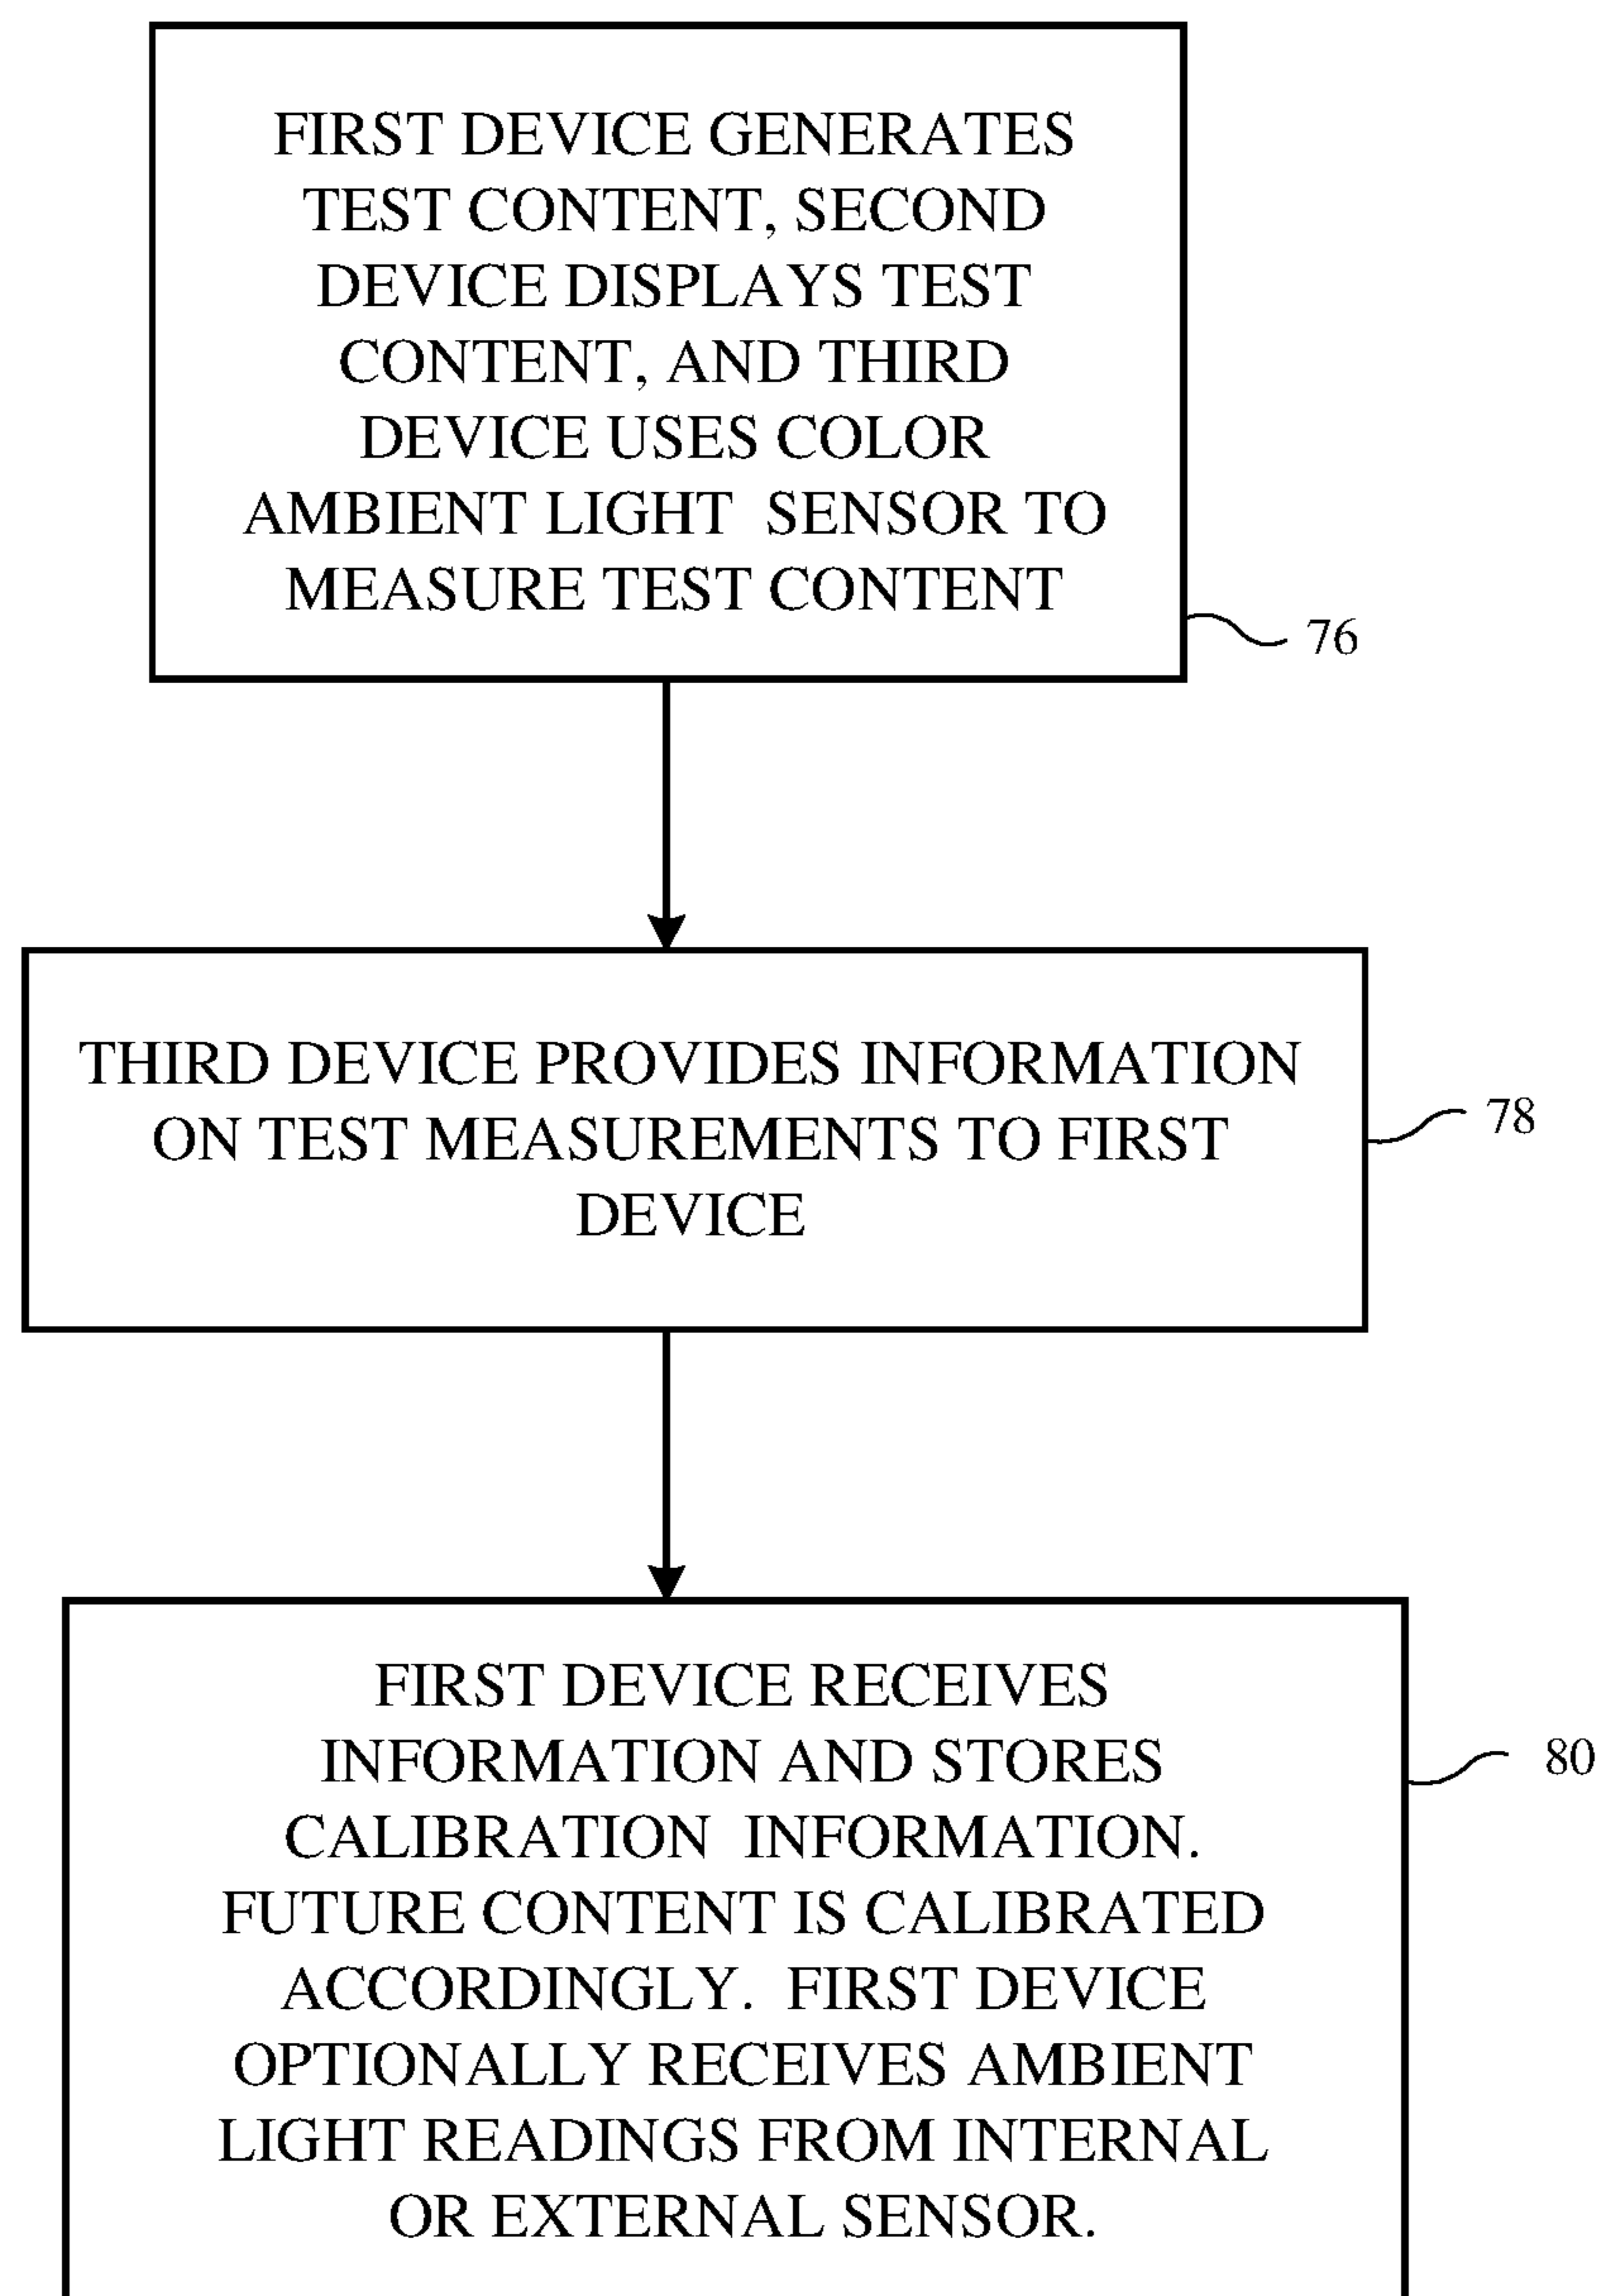 FIRST DEVICE GENERATES
TEST CONTENT, SECOND
DEVICE DISPLAYS TEST
CONTENT, AND THIRD
DEVICE USES COLOR
AMBIENT LIGHT SENSOR TO
MEASURE TEST CONTENT
76
THIRD DEVICE PROVIDES INFORMATION
ON TEST MEASUREMENTS TO FIRST
DEVICE
78
FIRST DEVICE RECEIVES
INFORMATION AND STORES
CALIBRATION INFORMATION.
FUTURE CONTENT IS CALIBRATED
ACCORDINGLY. FIRST DEVICE
OPTIONALLY RECEIVES AMBIENT
LIGHT READINGS FROM INTERNAL
OR EXTERNAL SENSOR.
80